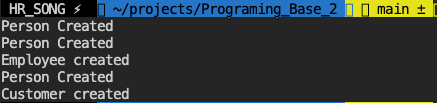 HR_SONG ⚡ ~/projects/Programing_Base_2 main ±
Person Created
Person Created
Employee created
Person Created
Customer created